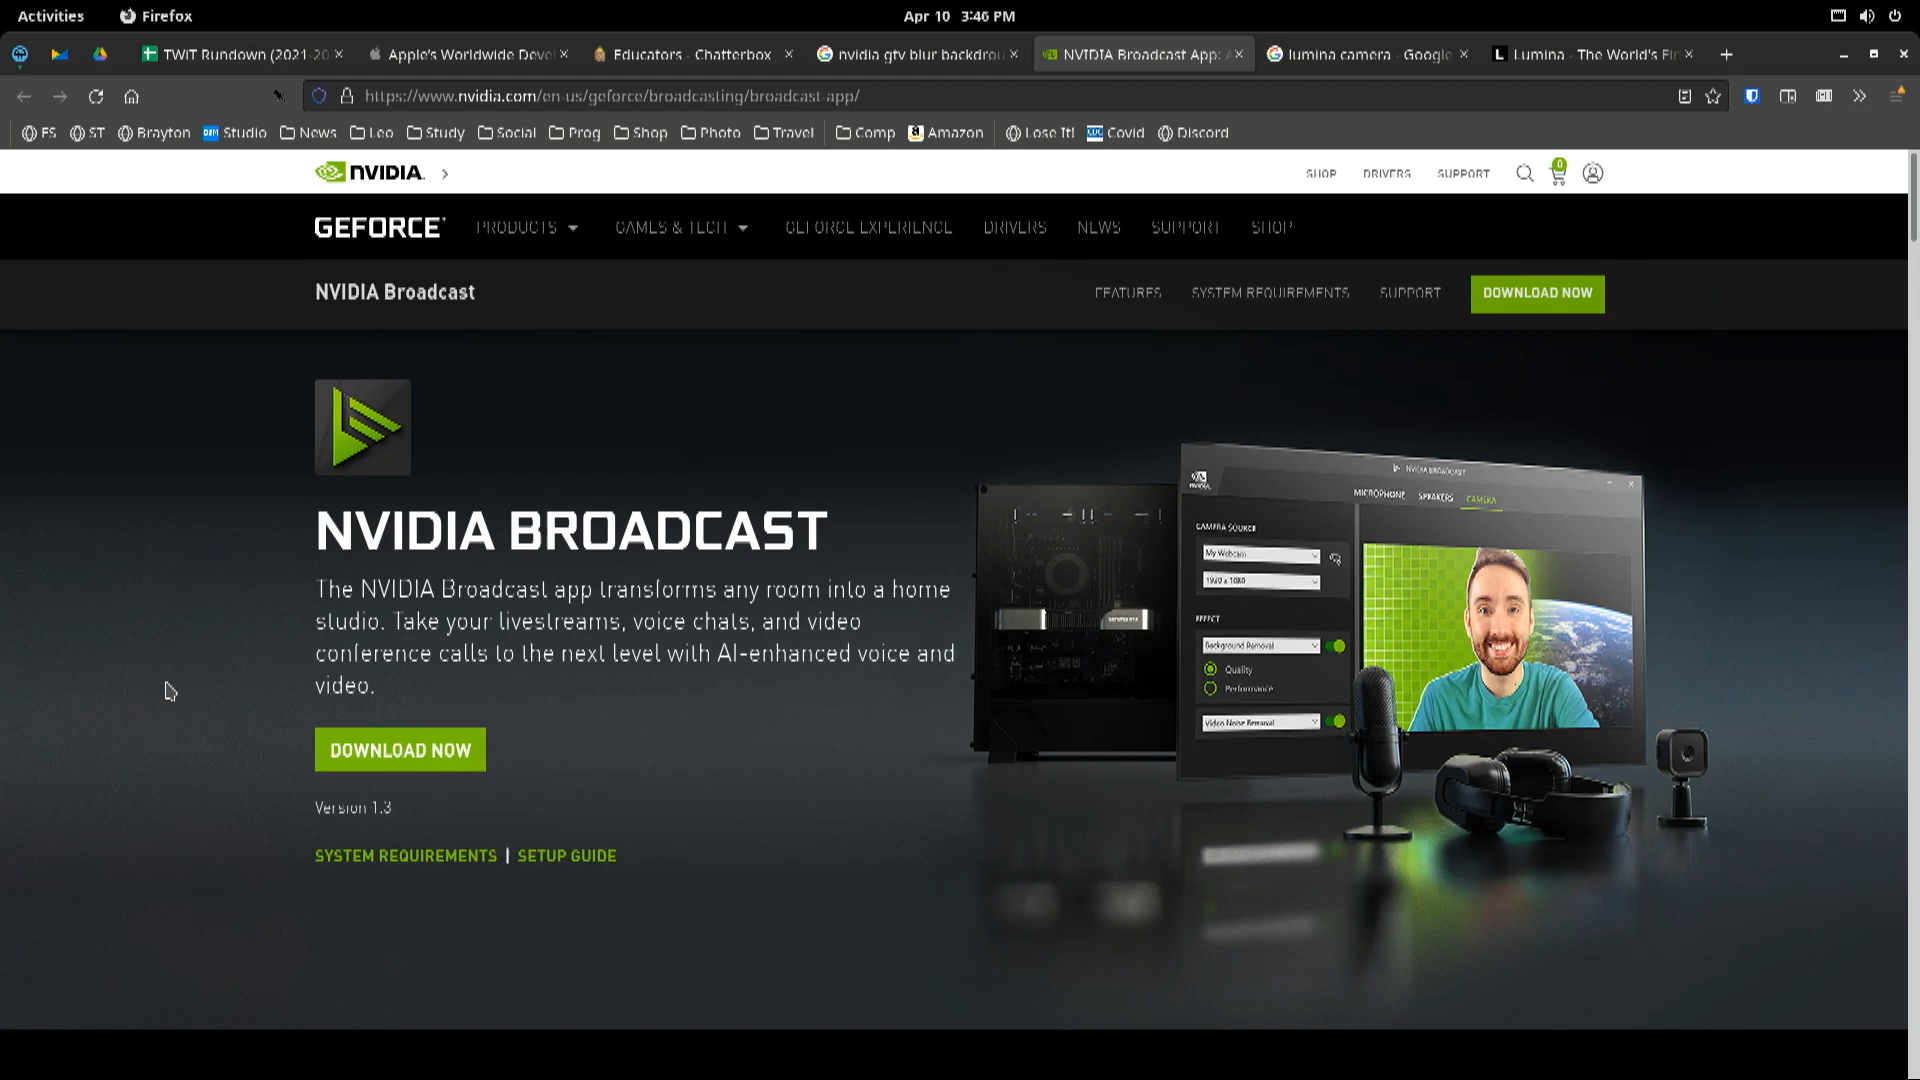 Activities
Firefox
Apr 10 3:46 PM
TWiT Rundown (2021-20
Apple's Worldwide Devel
Educators - Chatterbox
nvidia gtv blur backdrou
NVIDIA Broadcast App: A
lumina camera - Google
Lumina - The World's Fir
https://www.nvidia.com/en-us/geforce/broadcasting/broadcast-app/
FS
ST
Brayton
Studio
News
Leo
Study
Social
Prog
Shop
Photo
Travel
Comp
Amazon
Lose It!
Covid
Discord
NVIDIA
SHOP
DRIVERS
SUPPORT
0
GEFORCE
PRODUCTS
GAMES & TECH
GEFORCE EXPERIENCE
DRIVERS
NEWS
SUPPORT
SHOP
NVIDIA Broadcast
FEATURES
SYSTEM REQUIREMENTS
SUPPORT
DOWNLOAD NOW
NVIDIA BROADCAST
The NVIDIA Broadcast app transforms any room into a home
studio. Take your livestreams, voice chats, and video
conference calls to the next level with AI-enhanced voice and
video.
DOWNLOAD NOW
Version 1.3
SYSTEM REQUIREMENTS | SETUP GUIDE
NVIDIA BROADCAST
MICROPHONE
SPEAKERS
CAMERA
CAMERA SOURCE
My Webcam
1920 x 1080
EFFECT
Background Removal
Quality
Performance
Video Noise Removal